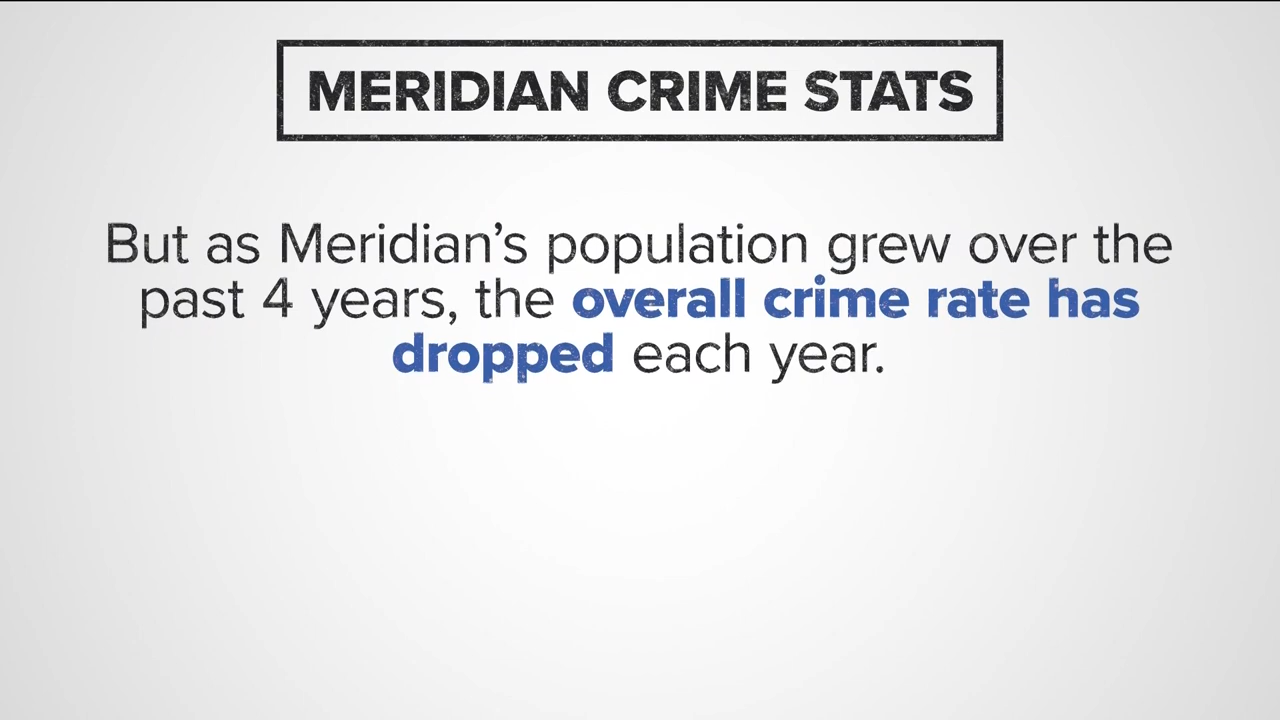 MERIDIAN CRIME STATS
But as Meridian’s population grew over the
past 4 years, the overall crime rate has
dropped each year.